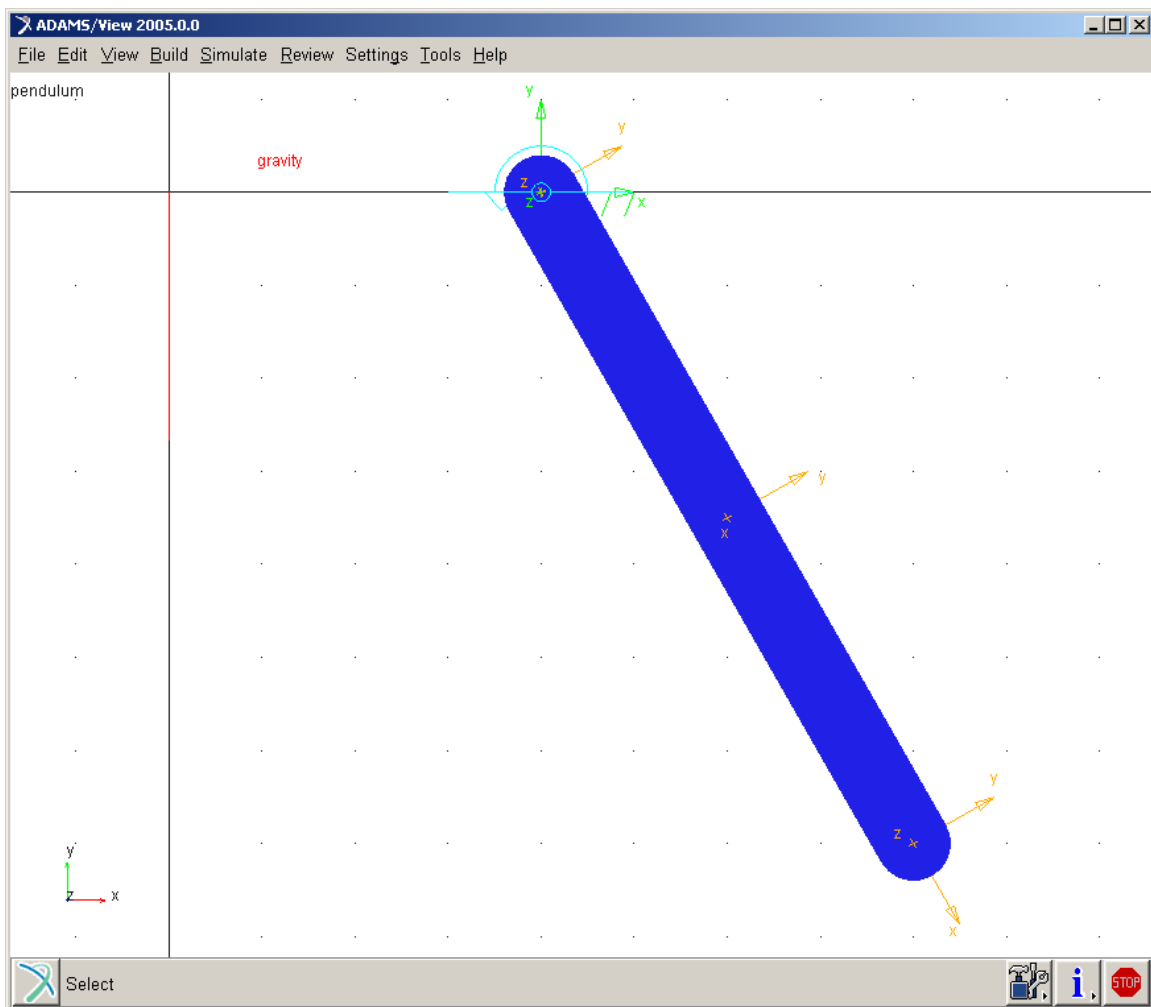 ADAMS/View 2005.0.0
File Edit View Build Simulate Review Settings Tools Help
pendulum
y
y
gravity
z
z
x
y
x
y
z
y
x
z
x
Select
i
STOP